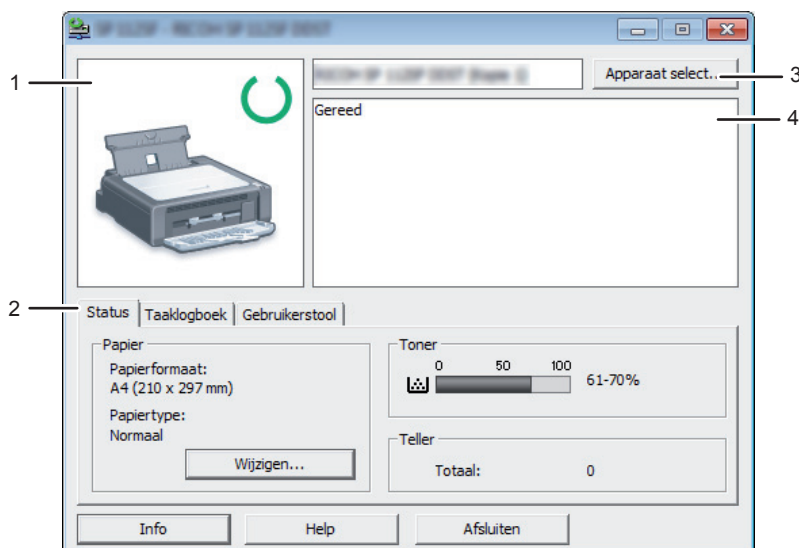 1
Apparaat select..
3
Gereed
4
2
Status
Taaklogboek
Gebruikerstool
Papier
Papierformaat:
A4 (210 x 297 mm)
Papiertype:
Normaal
Wijzigen...
Toner
0 50 100
61-70%
Teller
Totaal: 0
Info
Help
Afsluiten